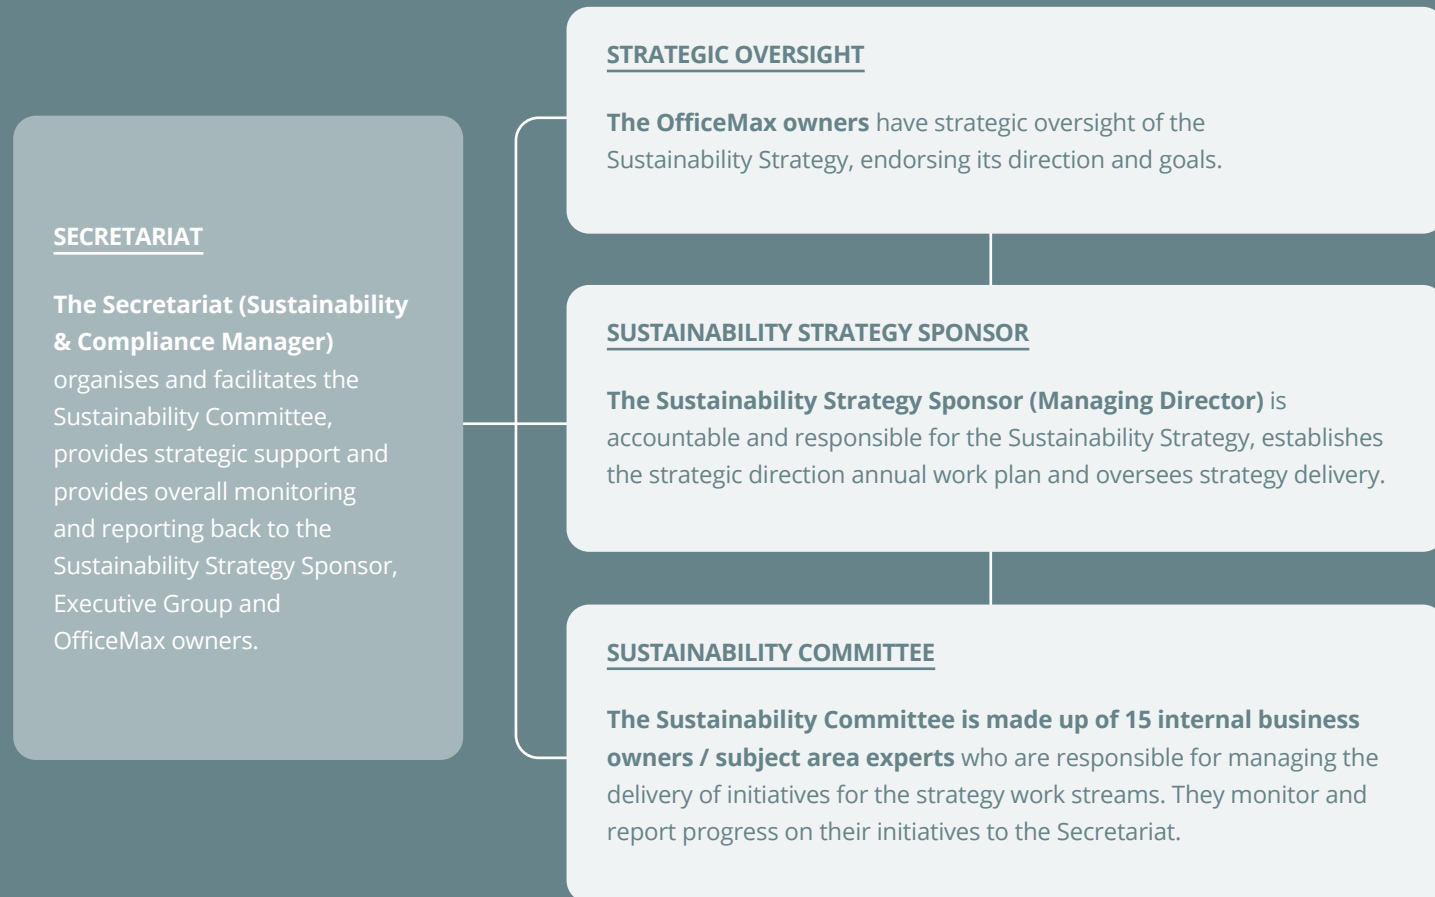 SECRETARIAT
The Secretariat (Sustainability
& Compliance Manager)
organises and facilitates the
Sustainability Committee,
provides strategic support and
provides overall monitoring
and reporting back to the
Sustainability Strategy Sponsor,
Executive Group and
OfficeMax owners.
STRATEGIC OVERSIGHT
The OfficeMax owners have strategic oversight of the
Sustainability Strategy, endorsing its direction and goals.
SUSTAINABILITY STRATEGY SPONSOR
The Sustainability Strategy Sponsor (Managing Director) is
accountable and responsible for the Sustainability Strategy, establishes
the strategic direction annual work plan and oversees strategy delivery.
SUSTAINABILITY COMMITTEE
The Sustainability Committee is made up of 15 internal business
owners / subject area experts who are responsible for managing the
delivery of initiatives for the strategy work streams. They monitor and
report progress on their initiatives to the Secretariat.